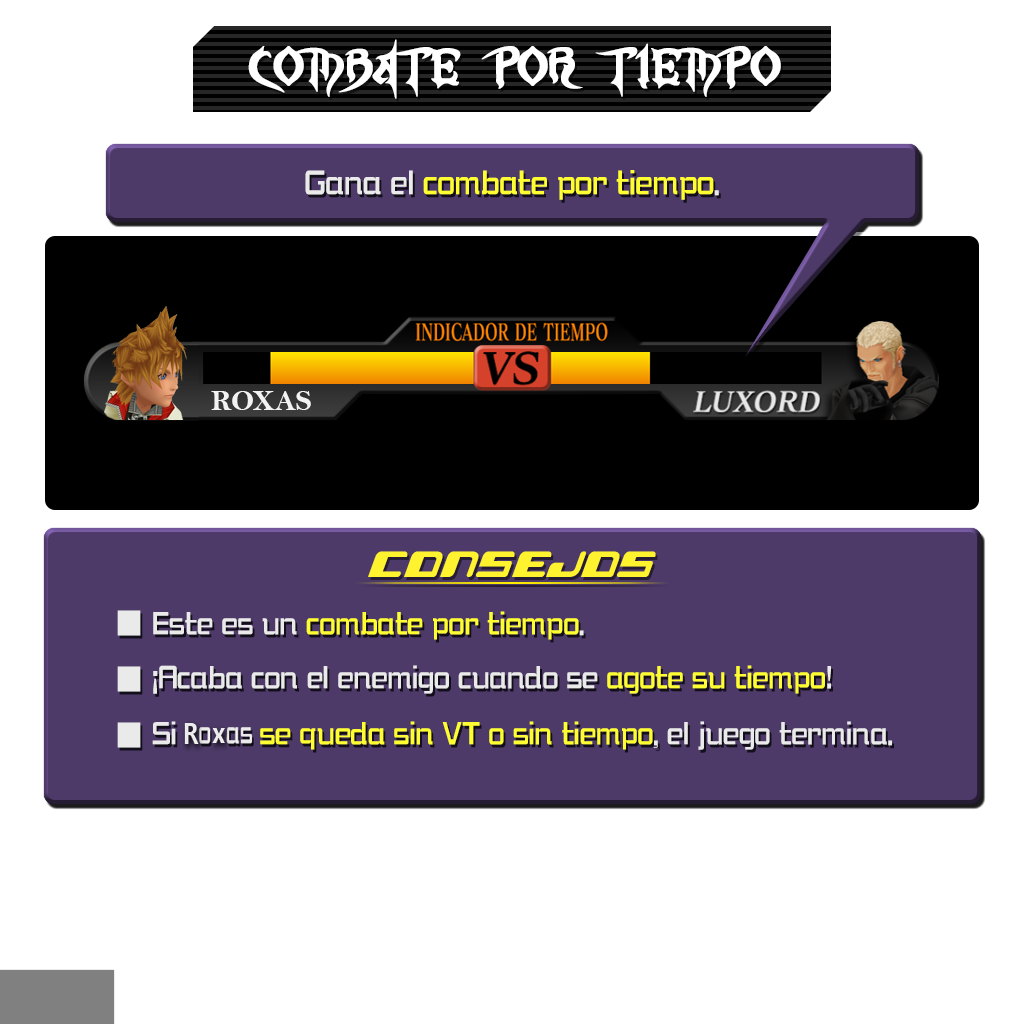 COMBATE POR TIEMPO
Gana el combate por tiempo.
INDICADOR DE TIEMPO
VS
ROXAS
LUXORD
CONSEJOS
Este es un combate por tiempo.
¡Acaba con el enemigo cuando se agote su tiempo!
Si Roxas se queda sin VT o sin tiempo, el juego termina.